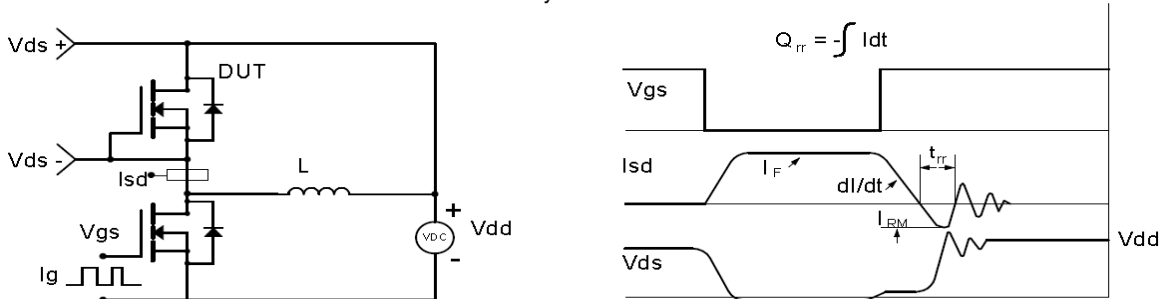 Vds +
DUT
Vds -
Isd
L
Vgs
Ig
+
VDC
-
Vdd
Q rr = - ∫ Idt
Vgs
Isd
I F
dI/dt
t rr
I RM
Vds
Vdd